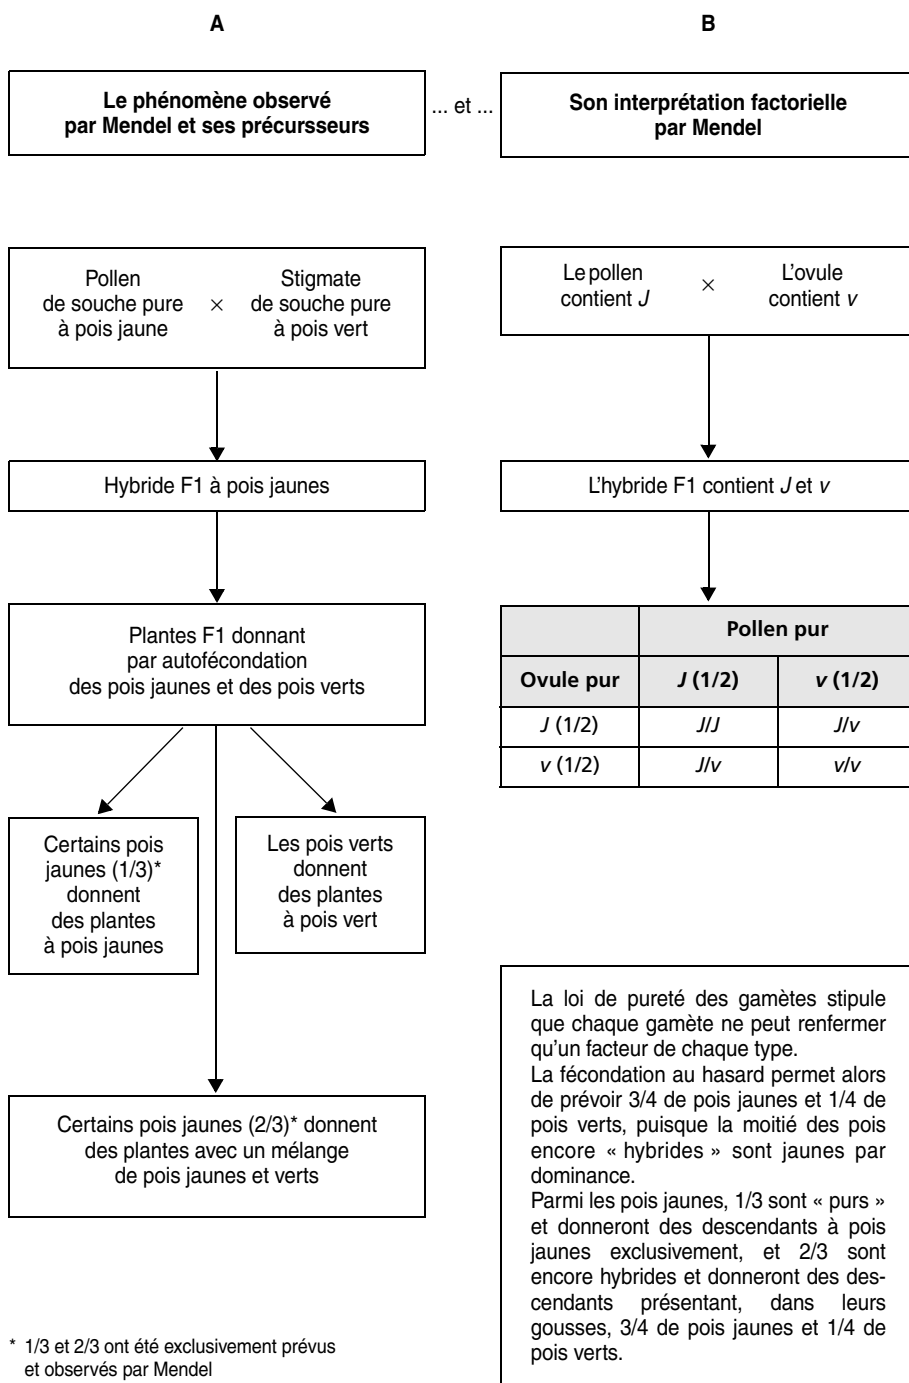 A
Le phénomène observé
par Mendel et ses précursseurs
... et ...
B
Son interprétation factorielle
par Mendel
Pollen
de souche pure
à pois jaune
×
Stigmate
de souche pure
à pois vert
Hybride F1 à pois jaunes
Plantes F1 donnant
par autofécondation
des pois jaunes et des pois verts
Certains pois
jaunes (1/3)*
donnent
des plantes
à pois jaunes
Les pois verts
donnent
des plantes
à pois vert
Certains pois jaunes (2/3)* donnent
des plantes avec un mélange
de pois jaunes et verts
* 1/3 et 2/3 ont été exclusivement prévus
et observés par Mendel
Le pollen
contient J
×
L'ovule
contient v
L'hybride F1 contient J et v
Pollen pur
Ovule pur J (1/2) v (1/2)
J (1/2) J/J J/v
v (1/2) J/v v/v
La loi de pureté des gamètes stipule
que chaque gamète ne peut renfermer
qu'un facteur de chaque type.
La fécondation au hasard permet alors
de prévoir 3/4 de pois jaunes et 1/4 de
pois verts, puisque la moitié des pois
encore « hybrides » sont jaunes par
dominance.
Parmi les pois jaunes, 1/3 sont « purs »
et donneront des descendants à pois
jaunes exclusivement, et 2/3 sont
encore hybrides et donneront des des-
cendants présentant, dans leurs
gousses, 3/4 de pois jaunes et 1/4 de
pois verts.